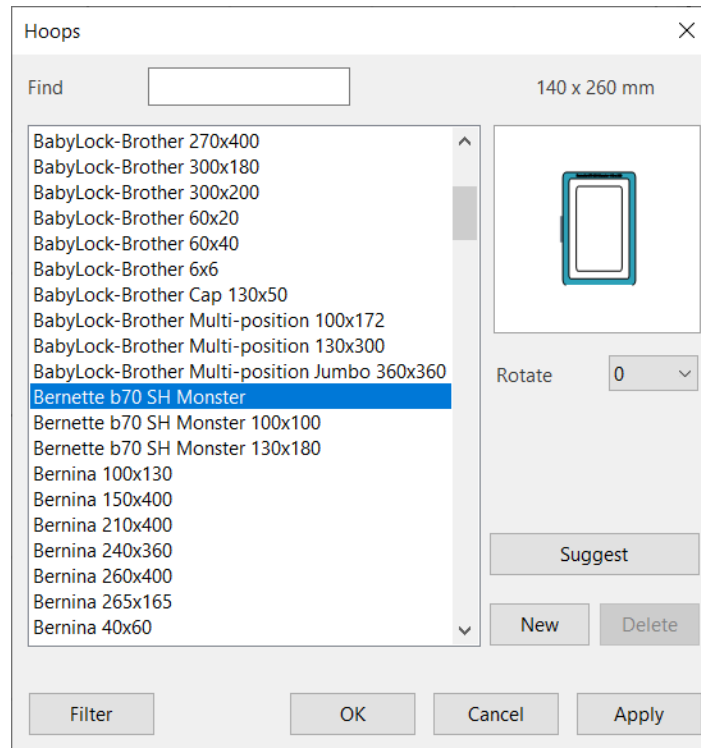 Hoops
Find
140 x 260 mm
BabyLock-Brother 270x400
BabyLock-Brother 300x180
BabyLock-Brother 300x200
BabyLock-Brother 60x20
BabyLock-Brother 60x40
BabyLock-Brother 6x6
BabyLock-Brother Cap 130x50
BabyLock-Brother Multi-position 100x172
BabyLock-Brother Multi-position 130x300
BabyLock-Brother Multi-position Jumbo 360x360
Bernette b70 SH Monster
Bernette b70 SH Monster 100x100
Bernette b70 SH Monster 130x180
Bernina 100x130
Bernina 150x400
Bernina 210x400
Bernina 240x360
Bernina 260x400
Bernina 265x165
Bernina 40x60
Rotate
0
Suggest
New
Delete
Filter
OK
Cancel
Apply